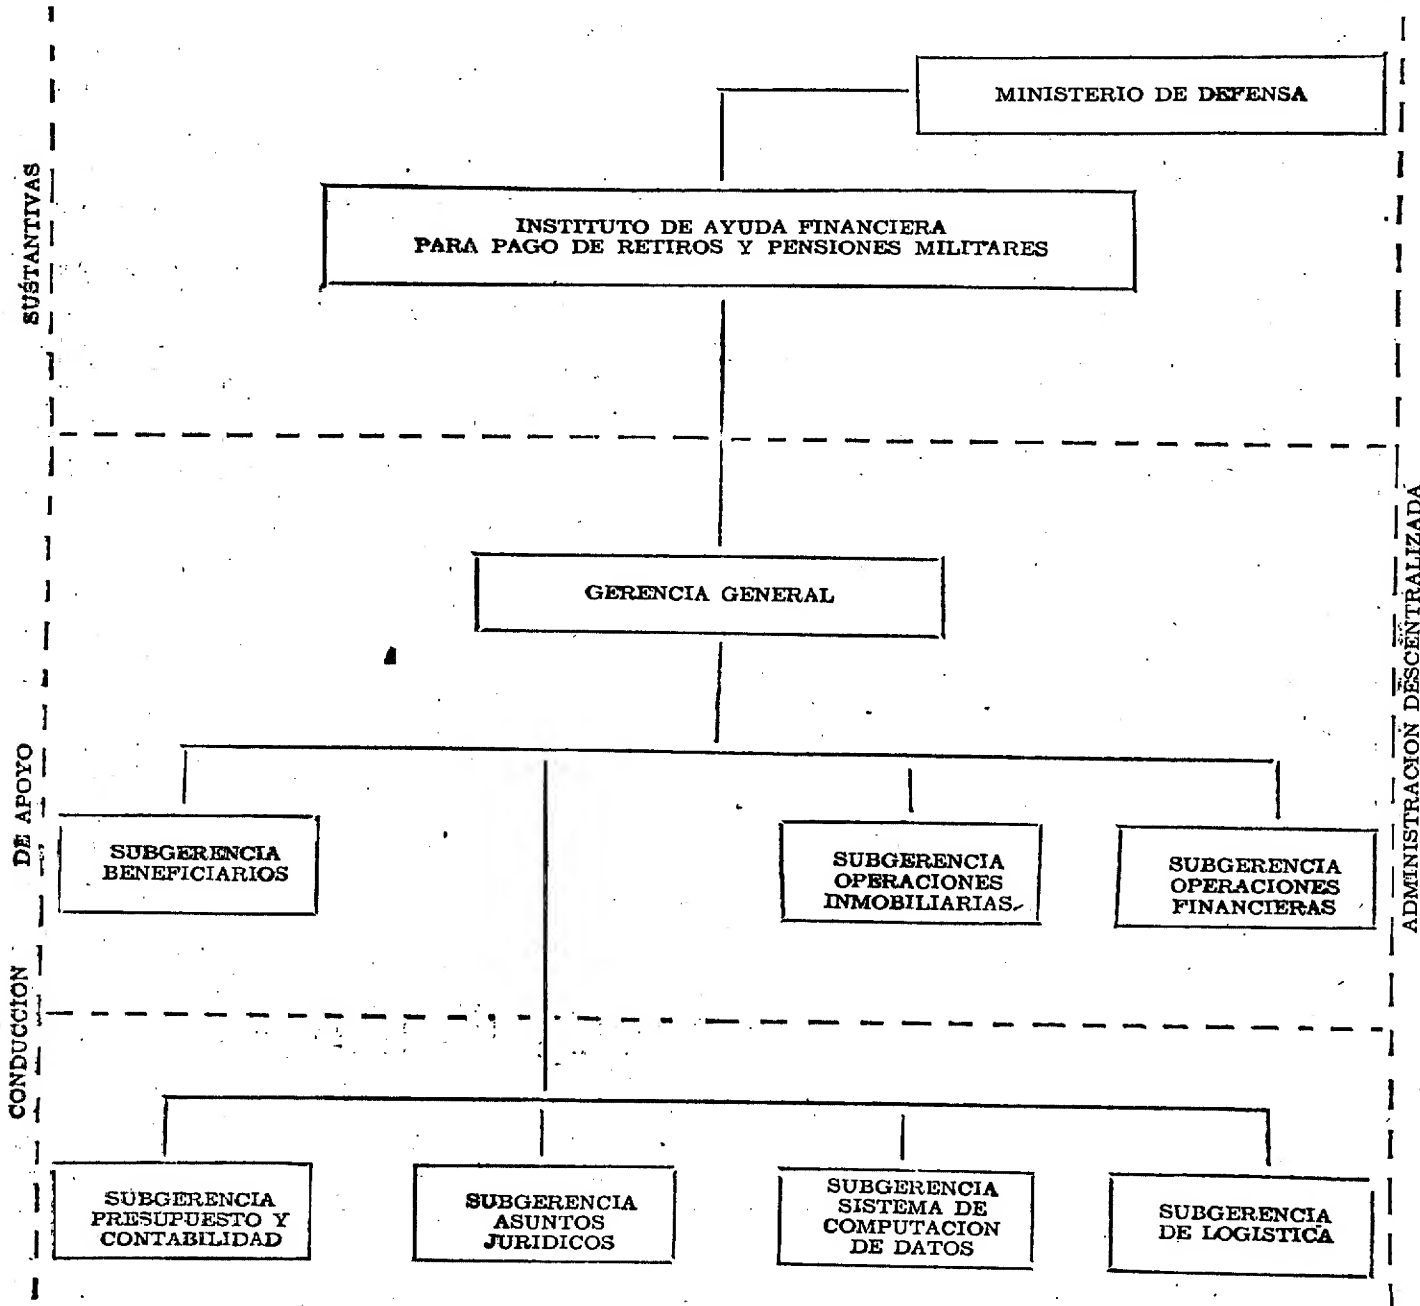 MINISTERIO DE DEFENSA
INSTITUTO DE AYUDA FINANCIERA
PARA PAGO DE RETIROS Y PENSIONES MILITARES
SUSTANTIVAS
GERENCIA GENERAL
ADMINISTRACION DESCENTRALIZADA
DE APOYO
SUBGERENCIA
BENEFICIARIOS
SUBGERENCIA
OPERACIONES
INMOBILIARIAS
SUBGERENCIA
OPERACIONES
FINANCIERAS
CONDUCCION
SUBGERENCIA
PRESUPUESTO Y
CONTABILIDAD
SUBGERENCIA
ASUNTOS
JURIDICOS
SUBGERENCIA
SISTEMA DE
COMPUTACION
DE DATOS
SUBGERENCIA
DE LOGISTICA